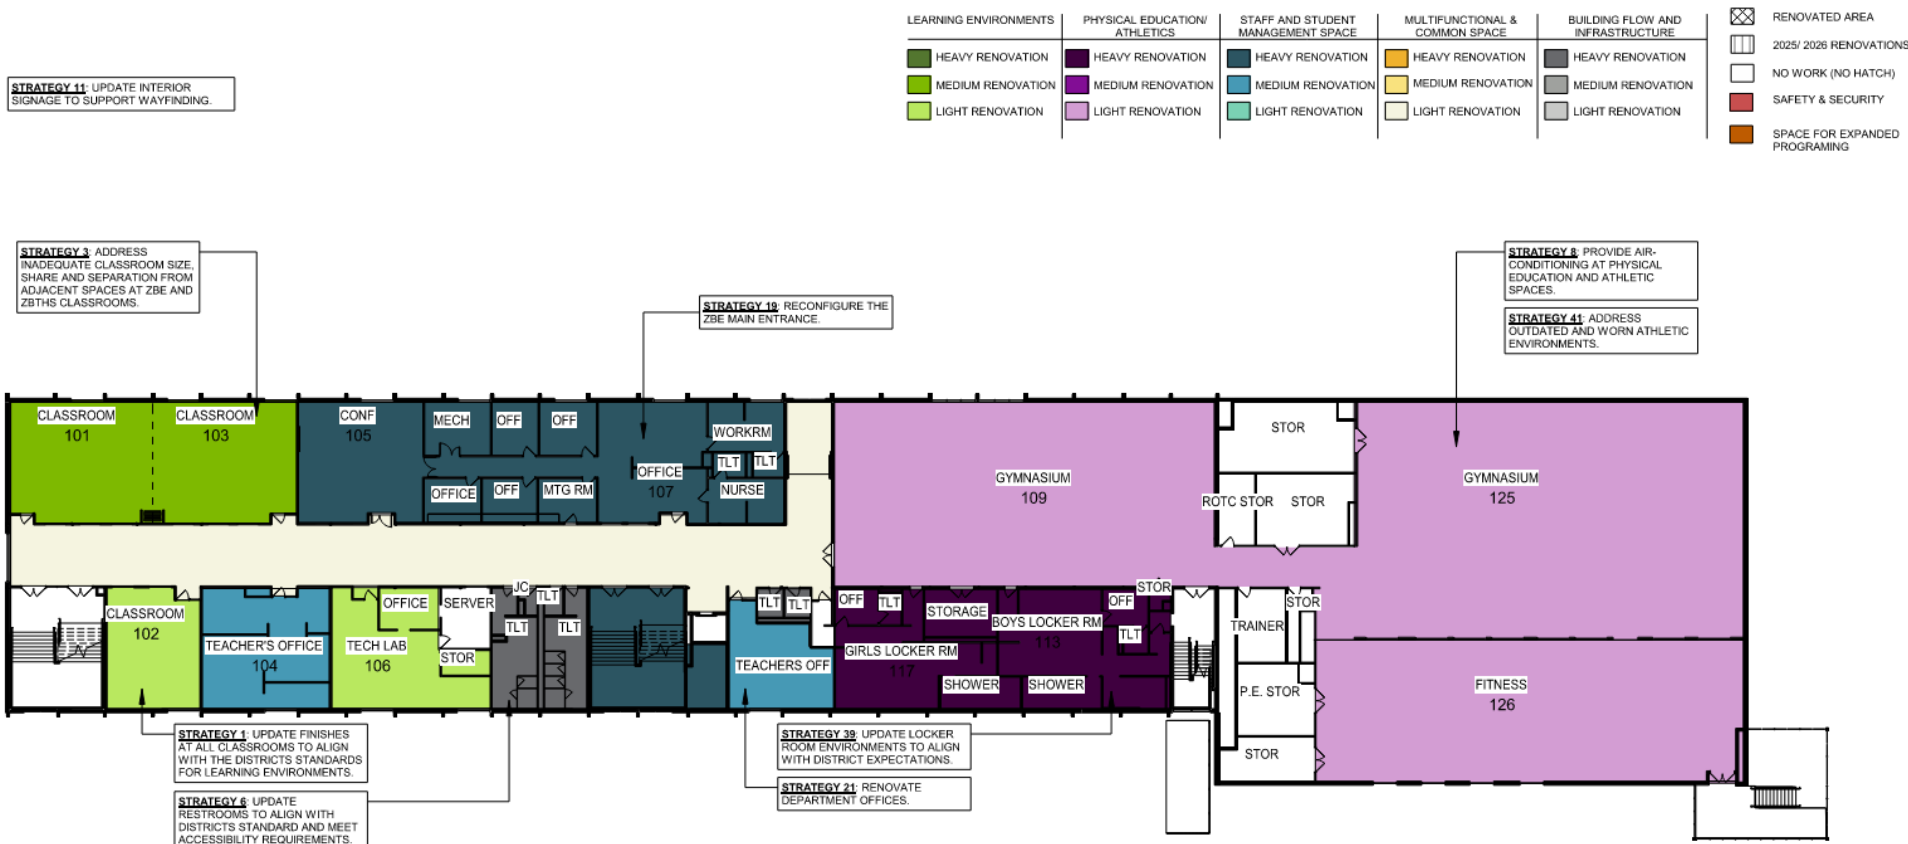 LEARNING ENVIRONMENTS
HEAVY RENOVATION
MEDIUM RENOVATION
LIGHT RENOVATION
PHYSICAL EDUCATION/
ATHLETICS
HEAVY RENOVATION
MEDIUM RENOVATION
LIGHT RENOVATION
STAFF AND STUDENT
MANAGEMENT SPACE
HEAVY RENOVATION
MEDIUM RENOVATION
LIGHT RENOVATION
MULTIFUNCTIONAL &
COMMON SPACE
HEAVY RENOVATION
MEDIUM RENOVATION
LIGHT RENOVATION
BUILDING FLOW AND
INFRASTRUCTURE
HEAVY RENOVATION
MEDIUM RENOVATION
LIGHT RENOVATION
RENOVATED AREA
2025/ 2026 RENOVATIONS
NO WORK (NO HATCH)
SAFETY & SECURITY
SPACE FOR EXPANDED
PROGRAMING
STRATEGY 11: UPDATE INTERIOR
SIGNAGE TO SUPPORT WAYFINDING.
STRATEGY 3: ADDRESS
INADEQUATE CLASSROOM SIZE,
SHARE AND SEPARATION FROM
ADJACENT SPACES AT ZBE AND
ZBTHS CLASSROOMS.
STRATEGY 19: RECONFIGURE THE
ZBE MAIN ENTRANCE.
STRATEGY 8: PROVIDE AIR-
CONDITIONING AT PHYSICAL
EDUCATION AND ATHLETIC
SPACES.
STRATEGY 41: ADDRESS
OUTDATED AND WORN ATHLETIC
ENVIRONMENTS.
CLASSROOM
101
CLASSROOM
103
CONF
105
MECH
OFF
OFF
WORKRM
TLT
TLT
OFFICE
107
OFFICE
OFF
MTG RM
NURSE
GYMNASIUM
109
STOR
ROTC STOR
STOR
GYMNASIUM
125
CLASSROOM
102
TEACHER'S OFFICE
104
OFFICE
TECH LAB
106
SERVER
STOR
JC
TLT
TLT
TLT
TLT
TLT
TEACHERS OFF
OFF
TLT
STORAGE
BOYS LOCKER RM
113
OFF
STOR
TLT
GIRLS LOCKER RM
117
SHOWER
SHOWER
STOR
TRAINER
P.E. STOR
STOR
FITNESS
126
STRATEGY 1: UPDATE FINISHES
AT ALL CLASSROOMS TO ALIGN
WITH THE DISTRICTS STANDARDS
FOR LEARNING ENVIRONMENTS.
STRATEGY 6: UPDATE
RESTROOMS TO ALIGN WITH
DISTRICTS STANDARD AND MEET
ACCESSIBILITY REQUIREMENTS.
STRATEGY 39: UPDATE LOCKER
ROOM ENVIRONMENTS TO ALIGN
WITH DISTRICT EXPECTATIONS.
STRATEGY 21: RENOVATE
DEPARTMENT OFFICES.